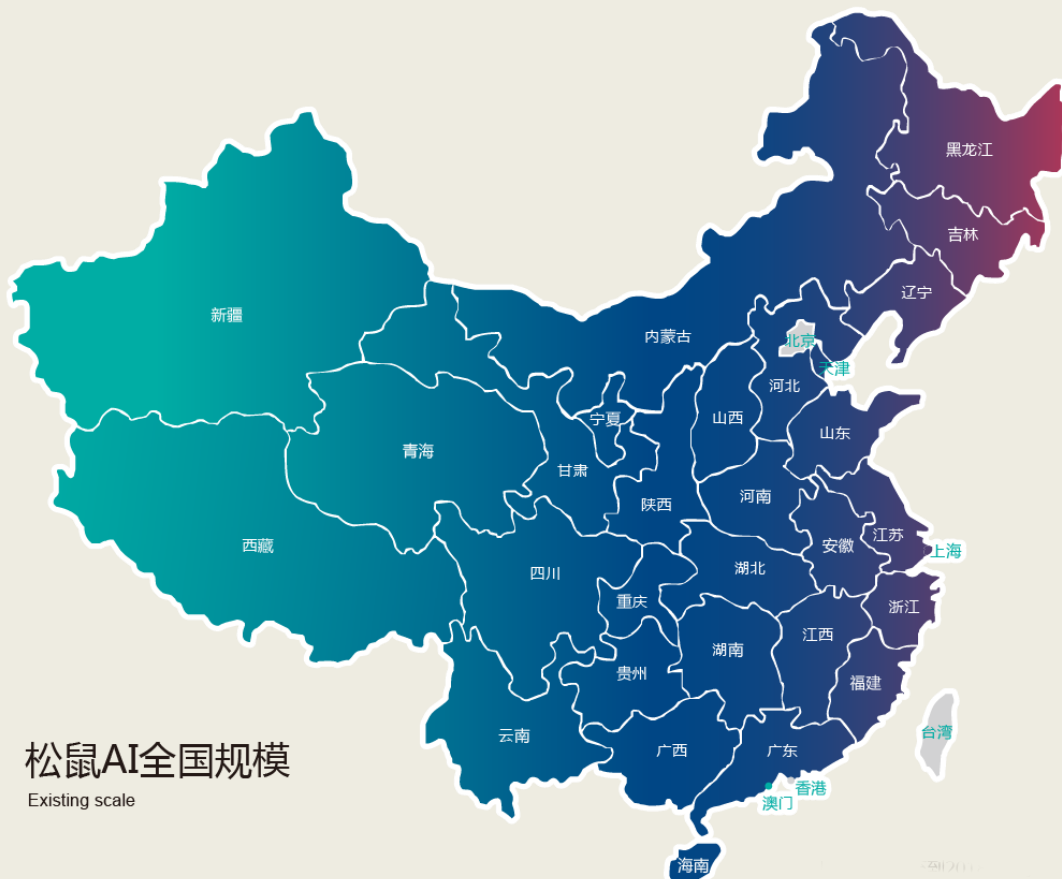 黑龙江
吉林
辽宁
新疆
内蒙古
北京
天津
河北
宁夏
山西
山东
青海
甘肃
河南
陕西
江苏
安徽
上海
西藏
四川
湖北
重庆
浙江
江西
湖南
贵州
福建
云南
台湾
广西
广东
香港
澳门
松鼠AI全国规模
Existing scale
海南